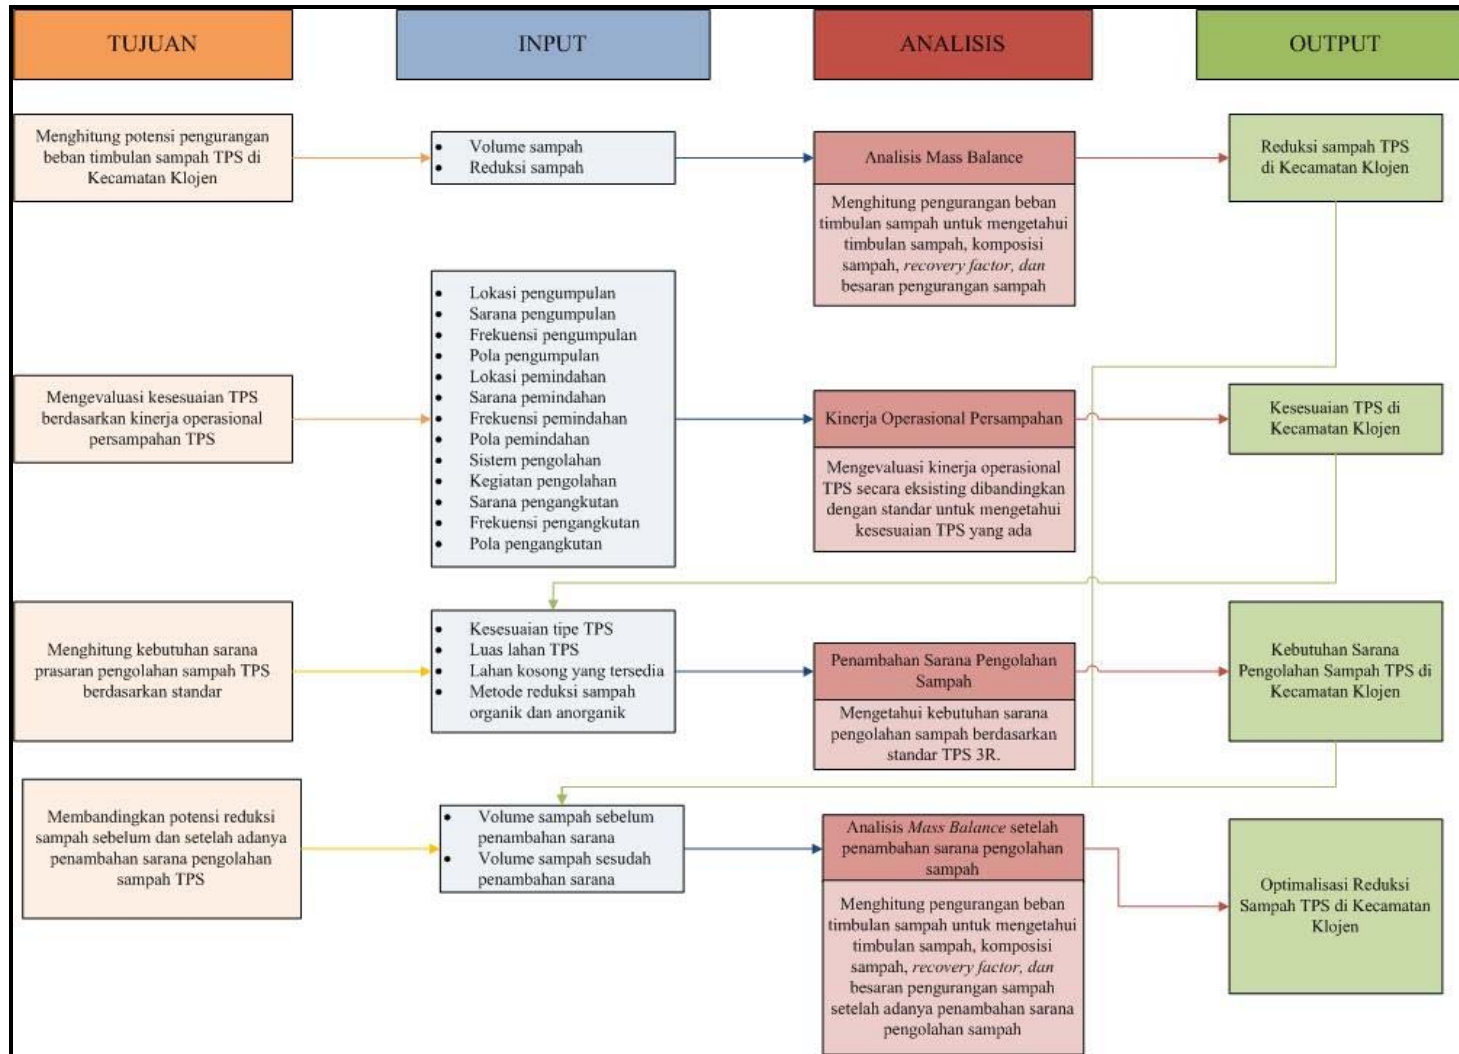 TUJUAN
INPUT
ANALISIS
OUTPUT
Menghitung potensi pengurangan
beban timbulan sampah TPS di
Kecamatan Klojen
• Volume sampah
• Reduksi sampah
Analisis Mass Balance
Menghitung pengurangan beban
timbulan sampah untuk mengetahui
timbulan sampah, komposisi
sampah, recovery factor, dan
besaran pengurangan sampah
Reduksi sampah TPS
di Kecamatan Klojen
Mengevaluasi kesesuaian TPS
berdasarkan kinerja operasional
persampahan TPS
• Lokasi pengumpulan
• Sarana pengumpulan
• Frekuensi pengumpulan
• Pola pengumpulan
• Lokasi pemindahan
• Sarana pemindahan
• Frekuensi pemindahan
• Pola pemindahan
• Sistem pengolahan
• Kegiatan pengolahan
• Sarana pengangkutan
• Frekuensi pengangkutan
• Pola pengangkutan
Kinerja Operasional Persampahan
Mengevaluasi kinerja operasional
TPS secara eksisting dibandingkan
dengan standar untuk mengetahui
kesesuaian TPS yang ada
Kesesuaian TPS di
Kecamatan Klojen
Menghitung kebutuhan sarana
prasaran pengolahan sampah TPS
berdasarkan standar
• Kesesuaian tipe TPS
• Luas lahan TPS
• Lahan kosong yang tersedia
• Metode reduksi sampah
organik dan anorganik
Penambahan Sarana Pengolahan
Sampah
Mengetahui kebutuhan sarana
pengolahan sampah berdasarkan
standar TPS 3R.
Kebutuhan Sarana
Pengolahan Sampah TPS di
Kecamatan Klojen
Membandingkan potensi reduksi
sampah sebelum dan setelah adanya
penambahan sarana pengolahan
sampah TPS
• Volume sampah sebelum
penambahan sarana
• Volume sampah sesudah
penambahan sarana
Analisis Mass Balance setelah
penambahan sarana pengolahan
sampah
Menghitung pengurangan beban
timbulan sampah untuk mengetahui
timbulan sampah, komposisi
sampah, recovery factor, dan
besaran pengurangan sampah
setelah adanya penambahan sarana
pengolahan sampah
Optimalisasi Reduksi
Sampah TPS di Kecamatan
Klojen